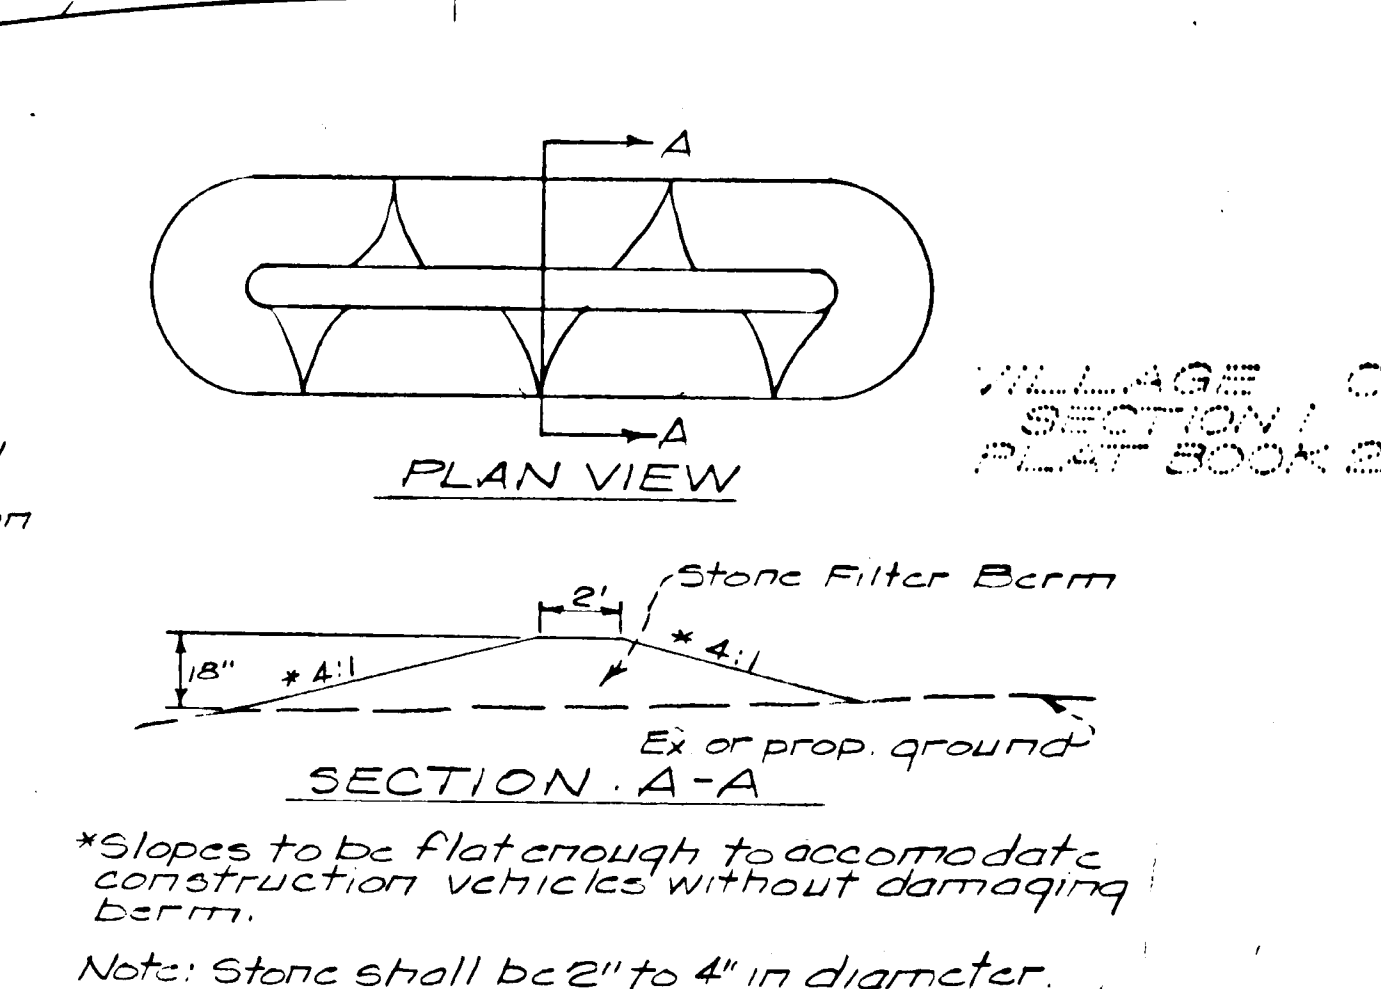 A
A
PLAN VIEW
on
VILLAGE
SECTION 1
PLAT BOOK
Stone Filter Berm
2'
18"
* 4:1
* 4:1
Ex or prop. ground
SECTION . A-A
*Slopes to be flat enough to accomodate
construction vehicles without damaging
berm.
Note: Stone shall be 2" to 4" in diameter.